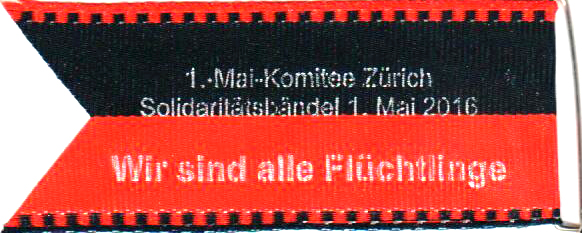 1.-Mai-Komitee Zürich
Solidaritätsbändel 1. Mai 2016
Wir sind alle Flüchtlinge